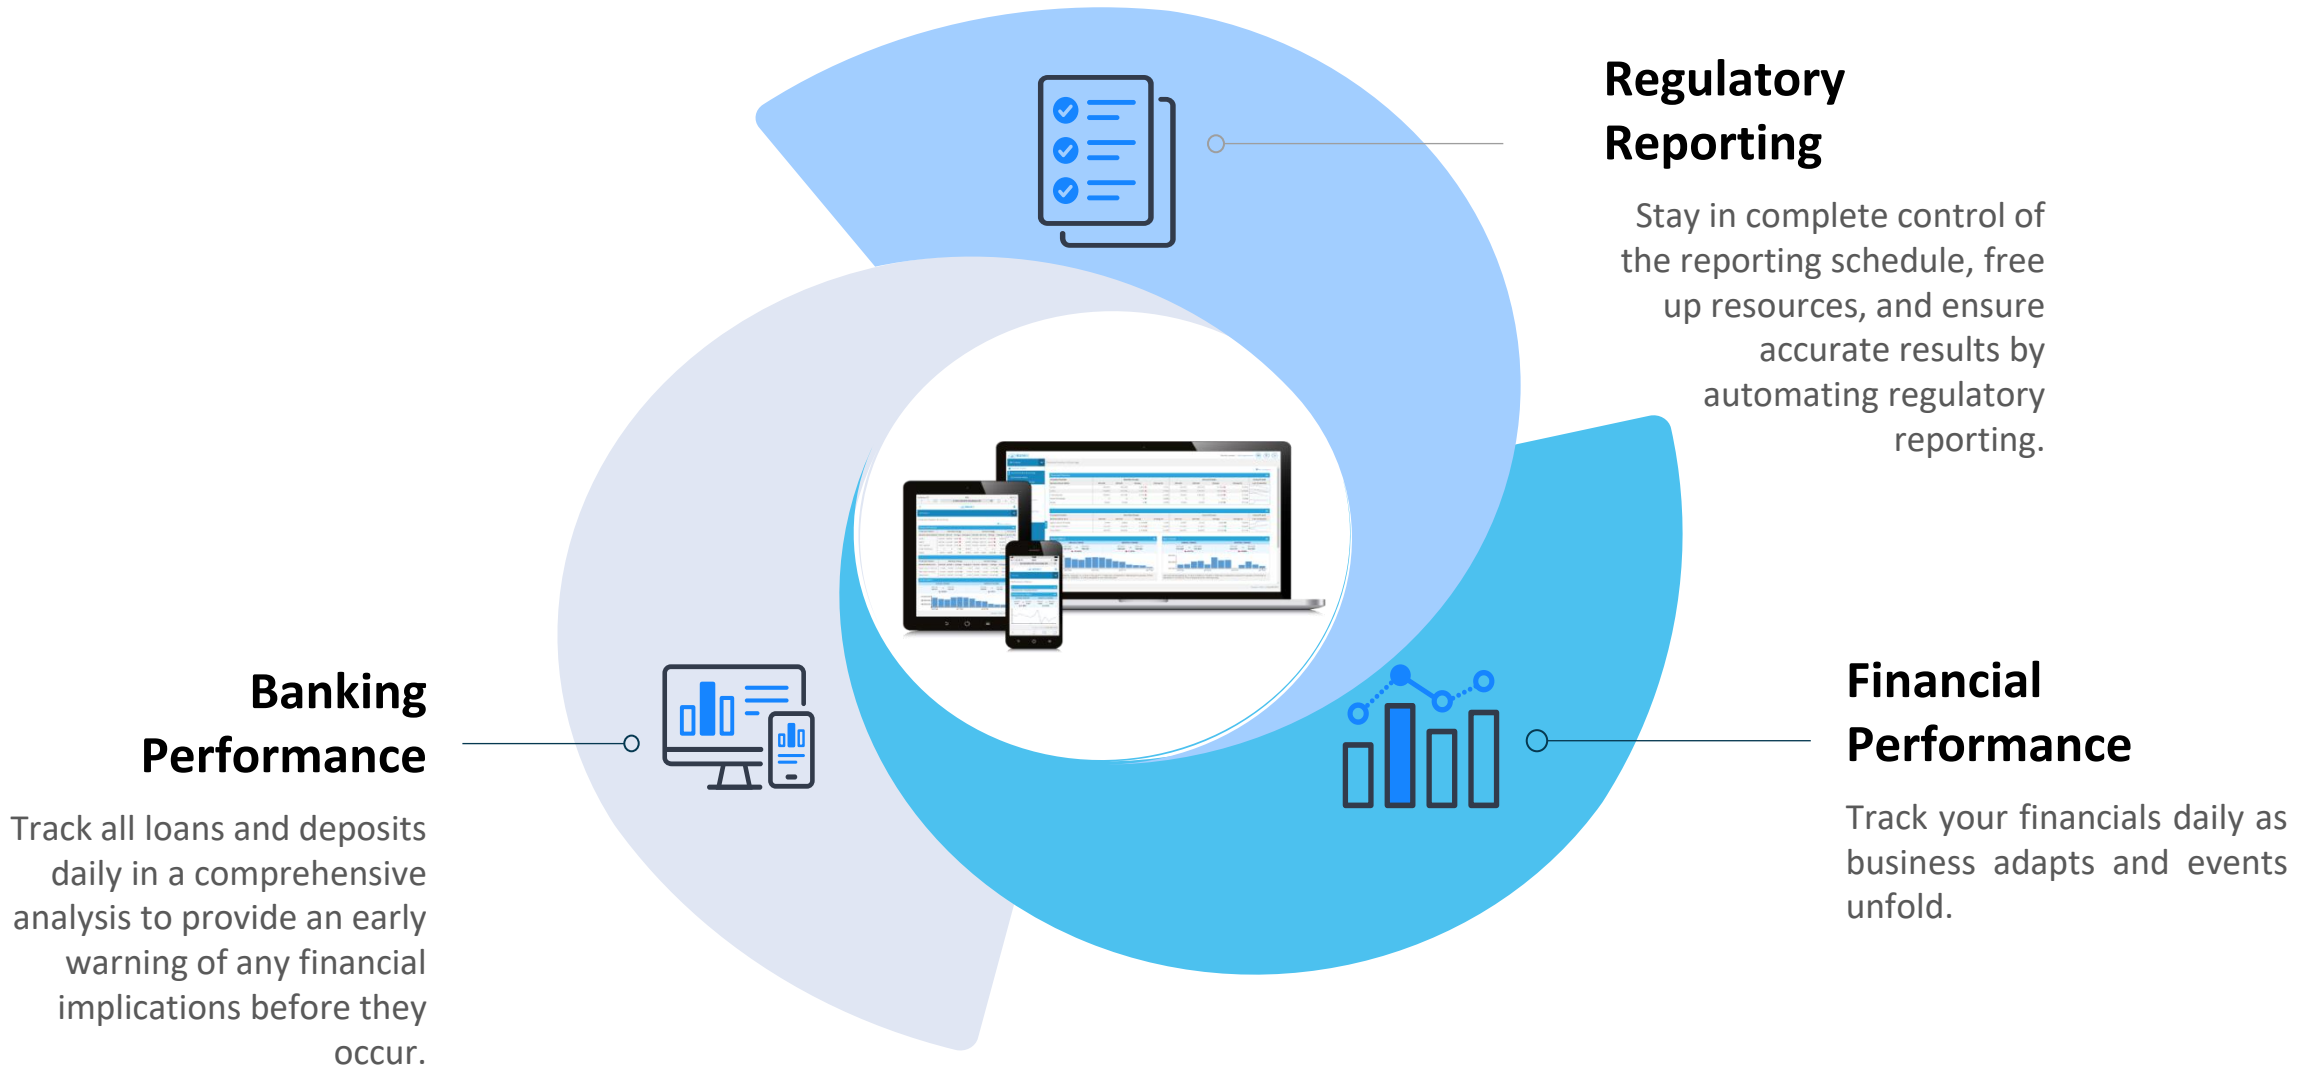 Regulatory
Reporting
Stay in complete control of
the reporting schedule, free
up resources, and ensure
accurate results by
automating regulatory
reporting.
Banking
Performance
Track all loans and deposits
daily in a comprehensive
analysis to provide an early
warning of any financial
implications before they
occur.
Financial
Performance
Track your financials daily as
business adapts and events
unfold.